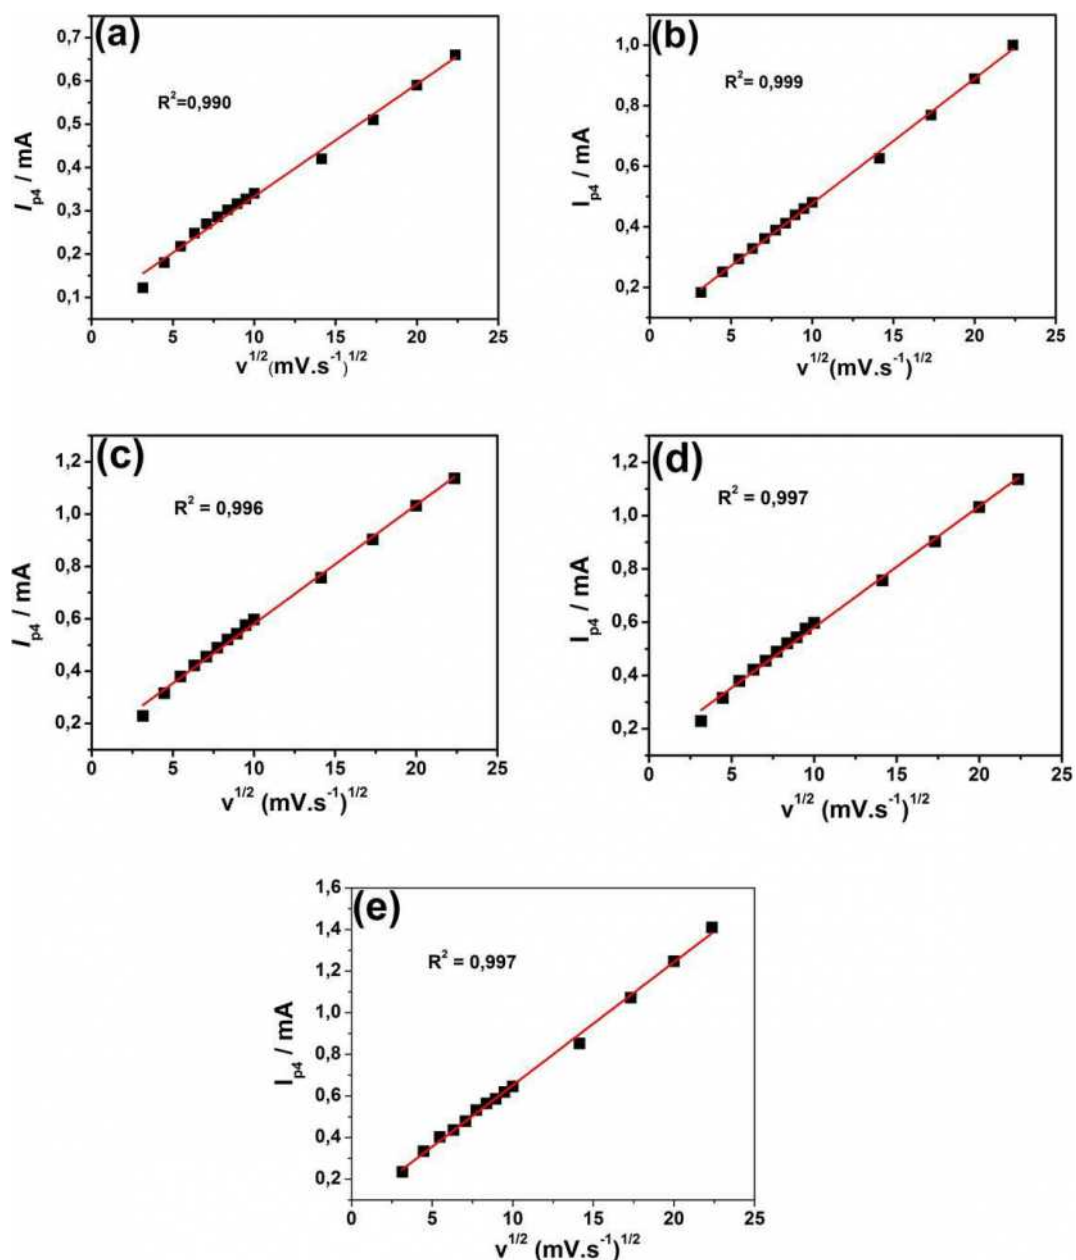 (a)
R²=0,990
I_p4 / mA
0,7
0,6
0,5
0,4
0,3
0,2
0,1
0 5 10 15 20 25
v^1/2(mV.s^-1)^1/2
(b)
R² = 0,999
I_p4 / mA
1,0
0,8
0,6
0,4
0,2
0 5 10 15 20 25
v^1/2(mV.s^-1)^1/2
(c)
R² = 0,996
I_p4 / mA
1,2
1,0
0,8
0,6
0,4
0,2
0 5 10 15 20 25
v^1/2 (mV.s^-1)^1/2
(d)
R² = 0,997
I_p4 / mA
1,2
1,0
0,8
0,6
0,4
0,2
0 5 10 15 20 25
v^1/2 (mV.s^-1)^1/2
(e)
R² = 0,997
I_p4 / mA
1,6
1,4
1,2
1,0
0,8
0,6
0,4
0,2
0 5 10 15 20 25
v^1/2 (mV.s^-1)^1/2